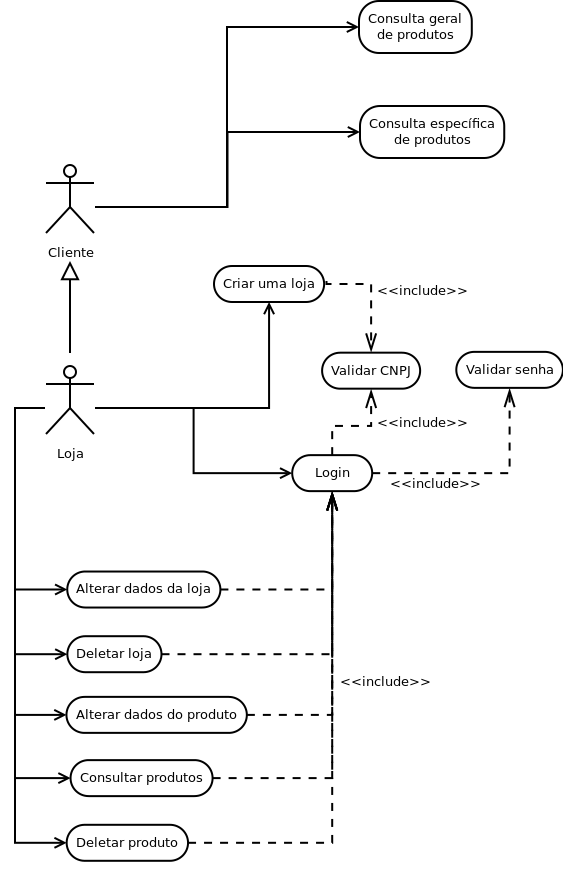 Consulta geral
de produtos
Consulta específica
de produtos
Cliente
Criar uma loja
<<include>>
Validar CNPJ
Validar senha
<<include>>
Loja
Login
<<include>>
Alterar dados da loja
Deletar loja
<<include>>
Alterar dados do produto
Consultar produtos
Deletar produto